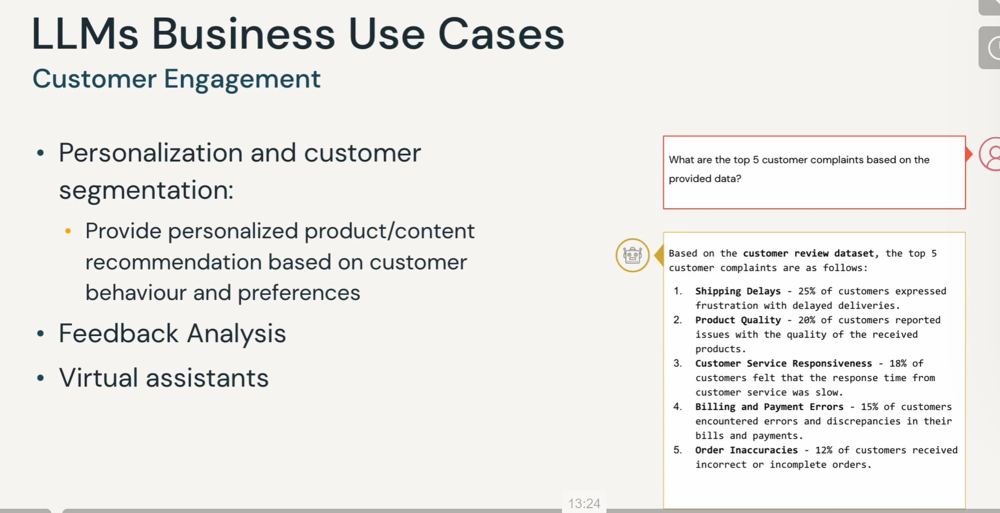 LLMs Business Use Cases
Customer Engagement
• Personalization and customer
segmentation:
• Provide personalized product/content
recommendation based on customer
behaviour and preferences
• Feedback Analysis
• Virtual assistants
What are the top 5 customer complaints based on the
provided data?
Based on the customer review dataset, the top 5
customer complaints are as follows:
1. Shipping Delays - 25% of customers expressed
frustration with delayed deliveries.
2. Product Quality - 20% of customers reported
issues with the quality of the received
products.
3. Customer Service Responsiveness - 18% of
customers felt that the response time from
customer service was slow.
4. Billing and Payment Errors - 15% of customers
encountered errors and discrepancies in their
bills and payments.
5. Order Inaccuracies - 12% of customers received
incorrect or incomplete orders.
13:24